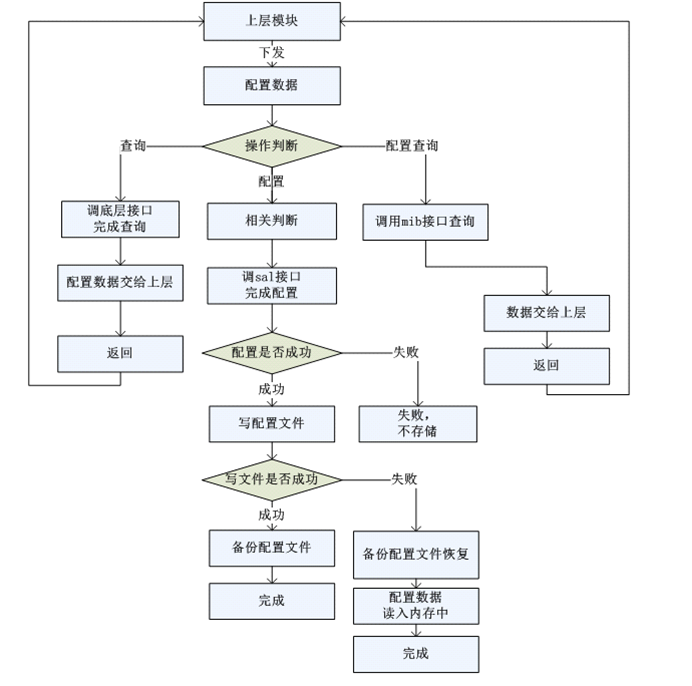 上层模块
下发
配置数据
查询
操作判断
配置查询
配置
调底层接口
完成查询
相关判断
调用mib接口查询
配置数据交给上层
调sal接口
完成配置
数据交给上层
返回
配置是否成功
失败
返回
成功
写配置文件
失败,
不存储
写文件是否成功
失败
成功
备份配置文件
备份配置文件恢复
完成
配置数据
读入内存中
完成